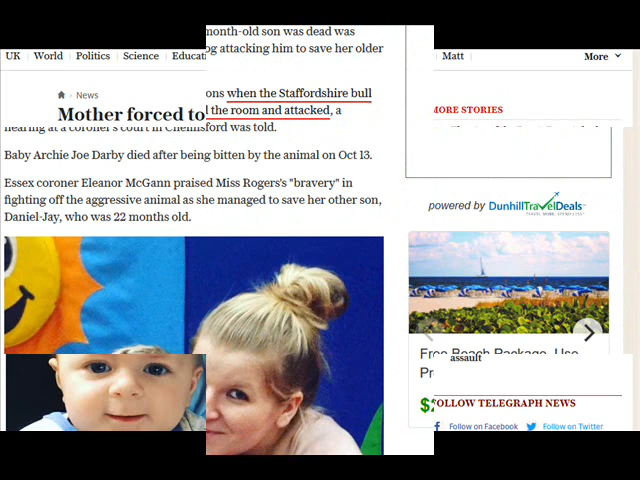 month-old son was dead was
og attacking him to save her older
UK World Politics Science Educat
Matt More
News
ons when the Staffordshire bull
Mother forced to
l the room and attacked, a
MORE STORIES
hearing at a coroner's court in Chelmsford was told.
Baby Archie Joe Darby died after being bitten by the animal on Oct 13.
Essex coroner Eleanor McGann praised Miss Rogers's "bravery" in
fighting off the aggressive animal as she managed to save her other son,
Daniel-Jay, who was 22 months old.
powered by DunhillTravelDeals
Free Beach Package, Use
Pr
assault
$
FOLLOW TELEGRAPH NEWS
Follow on Facebook Follow on Twitter